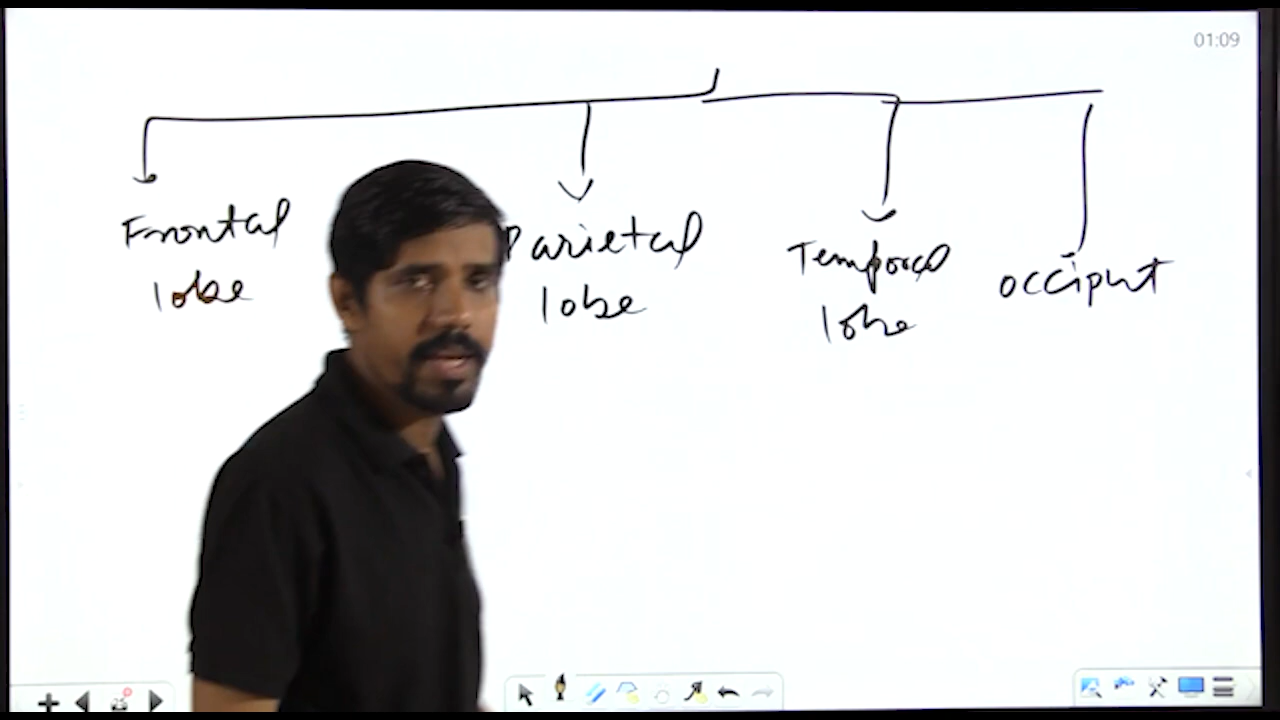 01:09
Frontal
lobe
Parietal
lobe
Temporal
lobe
occiput